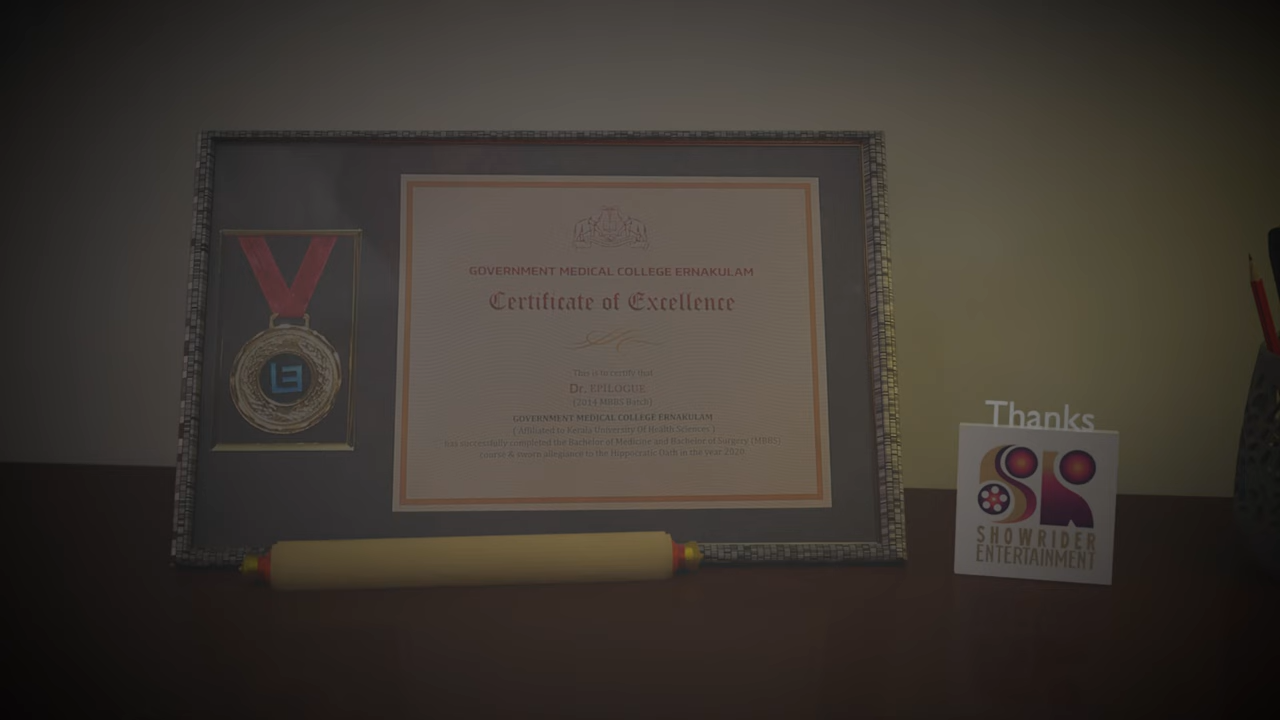 GOVERNMENT MEDICAL COLLEGE ERNAKULAM
Certificate of Excellence
This is to certify that
Dr. EPILOGUE
(2014 MBBS Batch)
GOVERNMENT MEDICAL COLLEGE ERNAKULAM
( Affiliated to Kerala University Of Health Sciences )
has successfully completed the Bachelor of Medicine and Bachelor of Surgery (MBBS)
course & sworn allegiance to the Hippocratic Oath in the year 2020
Thanks
SR
SHOWRIDER
ENTERTAINMENT